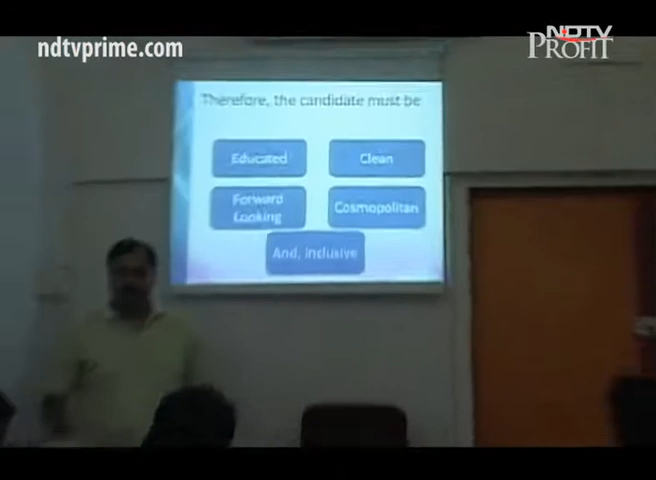 ndtvprime.com
NDTV
PROFIT
Therefore, the candidate must be
Educated
Clean
Forward
Looking
Cosmopolitan
And, Inclusive